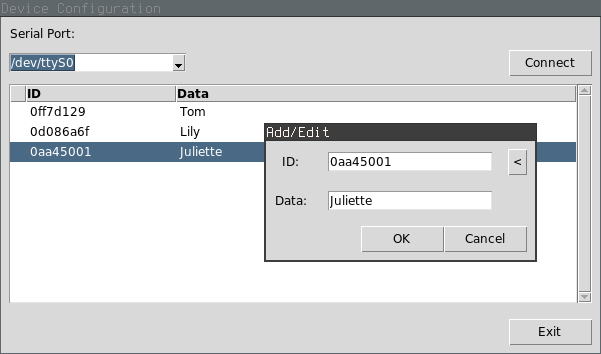 Device Configuration
Serial Port:
/dev/ttyS0
Connect
ID Data
0ff7d129 Tom
0d086a6f Lily
0aa45001 Juliette
Add/Edit
ID: 0aa45001 <
Data: Juliette
OK Cancel
Exit